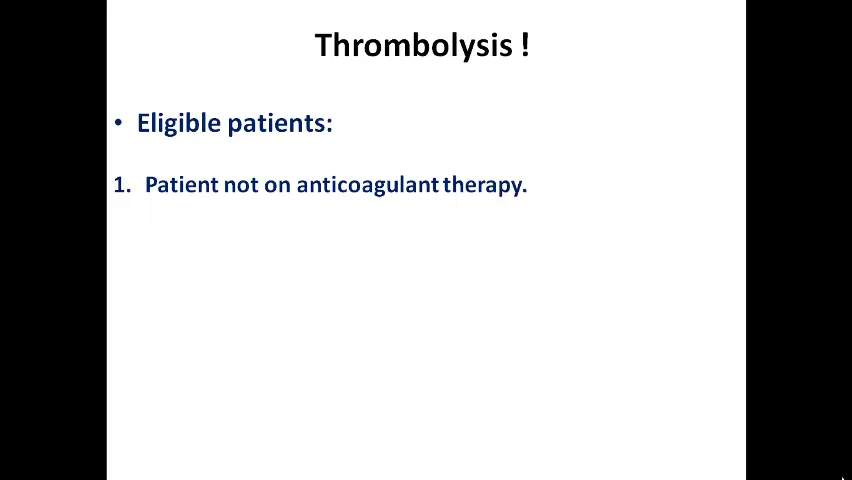 Thrombolysis !
• Eligible patients:
1. Patient not on anticoagulant therapy.